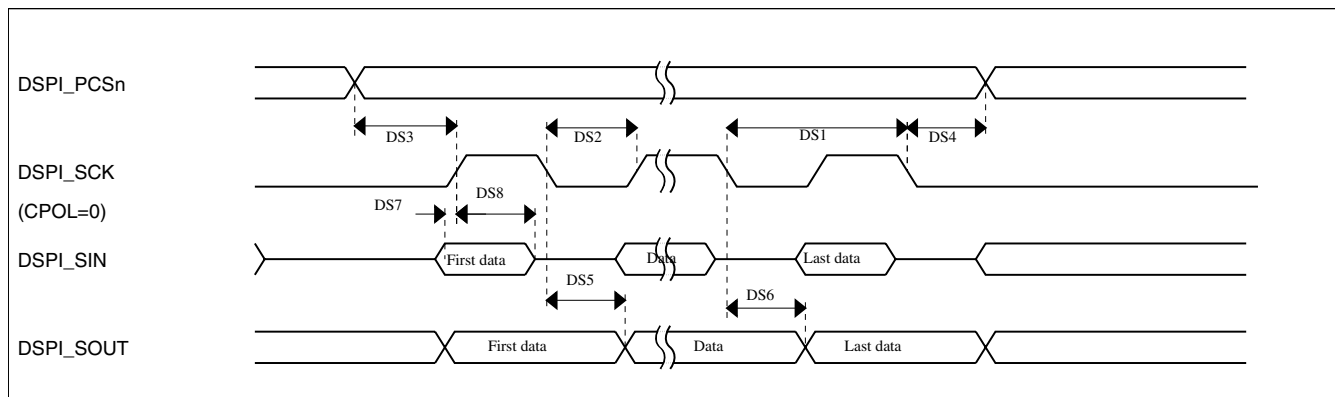 DSPI_PCSn
DS3
DS2
DS1
DS4
DSPI_SCK
(CPOL=0)
DS7
DS8
DSPI_SIN
First data
Data
Last data
DS5
DS6
DSPI_SOUT
First data
Data
Last data